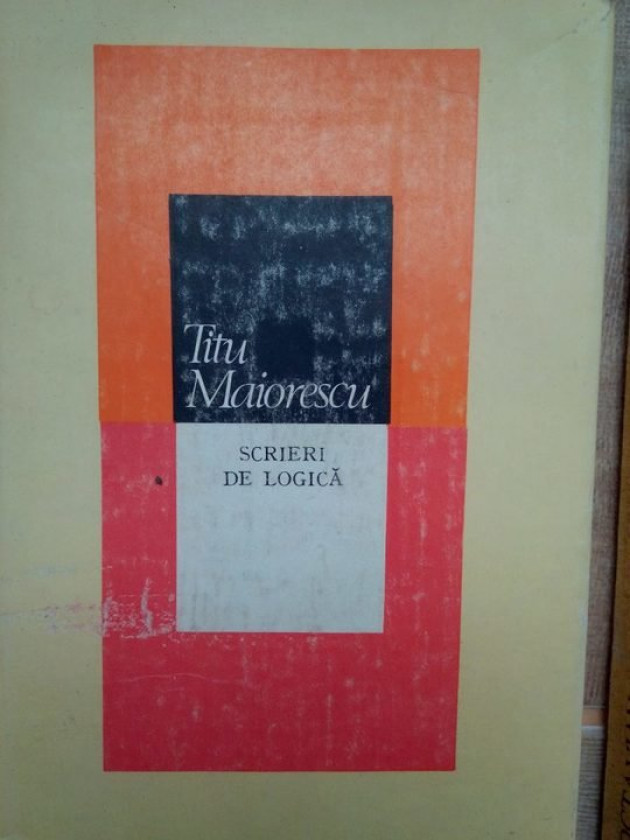 Titu
Maiorescu
SCRIERI
DE LOGICĂ